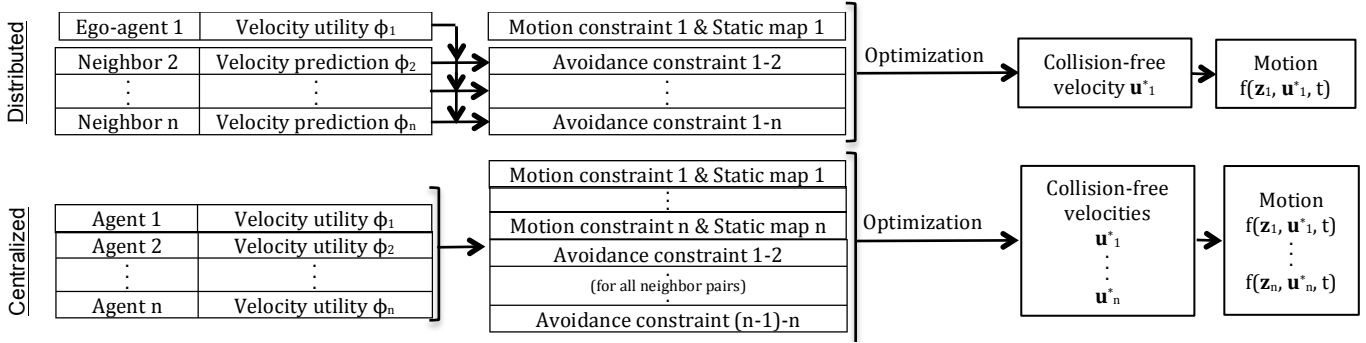 Distributed
Ego-agent 1 Velocity utility ϕ₁
Neighbor 2 Velocity prediction ϕ₂
⋮ ⋮
Neighbor n Velocity prediction ϕₙ
Motion constraint 1 & Static map 1
Avoidance constraint 1-2
⋮
Avoidance constraint 1-n
Optimization
Collision-free
velocity u*₁
Motion
f(z₁, u*₁, t)
Centralized
Agent 1 Velocity utility ϕ₁
Agent 2 Velocity utility ϕ₂
⋮ ⋮
Agent n Velocity utility ϕₙ
Motion constraint 1 & Static map 1
⋮
Motion constraint n & Static map n
Avoidance constraint 1-2
⋮
(for all neighbor pairs)
Avoidance constraint (n-1)-n
Optimization
Collision-free
velocities
u*₁
⋮
u*ₙ
Motion
f(z₁, u*₁, t)
⋮
f(zₙ, u*ₙ, t)